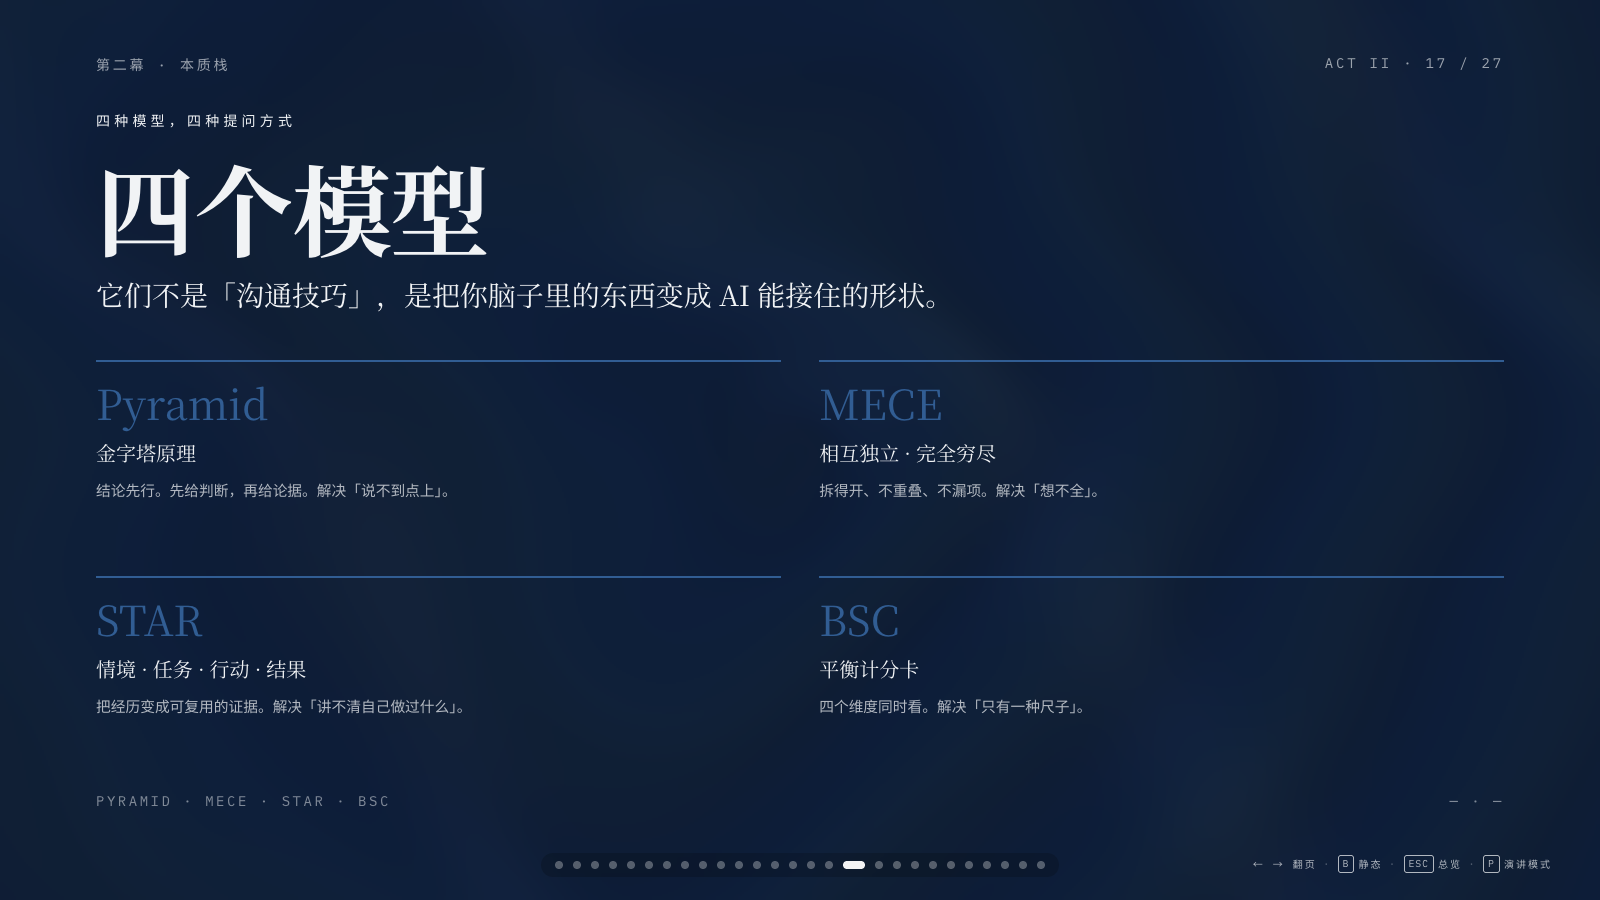 第二幕 · 本质栈
ACT II · 17 / 27
四种模型，四种提问方式
四个模型
它们不是「沟通技巧」，是把你脑子里的东西变成 AI 能接住的形状。
Pyramid
金字塔原理
结论先行。先给判断，再给论据。解决「说不到点上」。
MECE
相互独立 · 完全穷尽
拆得开、不重叠、不漏项。解决「想不全」。
STAR
情境 · 任务 · 行动 · 结果
把经历变成可复用的证据。解决「讲不清自己做过什么」。
BSC
平衡计分卡
四个维度同时看。解决「只有一种尺子」。
PYRAMID · MECE · STAR · BSC
— · —
← → 翻页 · B 静态 · ESC 总览 · P 演讲模式